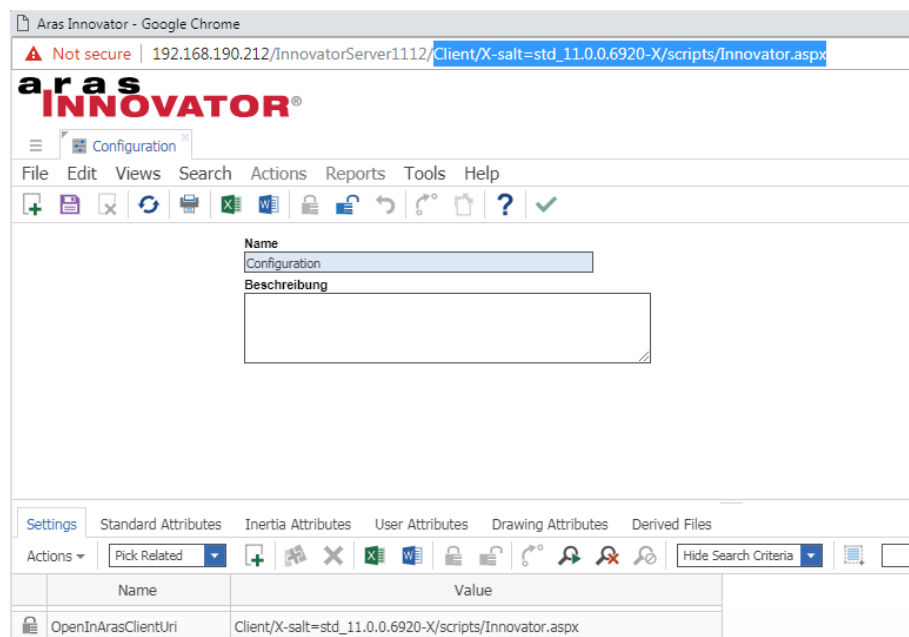 Aras Innovator - Google Chrome
Not secure | 192.168.190.212/InnovatorServer1112/Client/X-salt=std_11.0.0.6920-X/scripts/Innovator.aspx
aras
INNOVATOR®
Configuration
File Edit Views Search Actions Reports Tools Help
Name
Configuration
Beschreibung
Settings Standard Attributes Inertia Attributes User Attributes Drawing Attributes Derived Files
Actions Pick Related Hide Search Criteria
Name Value
OpenInArasClientUri Client/X-salt=std_11.0.0.6920-X/scripts/Innovator.aspx